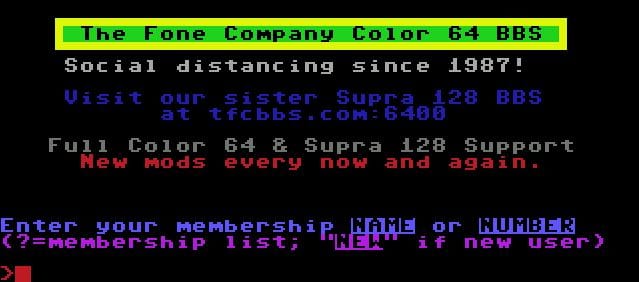 The Fone Company Color 64 BBS
Social distancing since 1987!
Visit our sister Supra 128 BBS
at tfcbbs.com:6400
Full Color 64 & Supra 128 Support
New mods every now and again.
Enter your membership NAME or NUMBER
(?=membership list; "NEW" if new user)
>